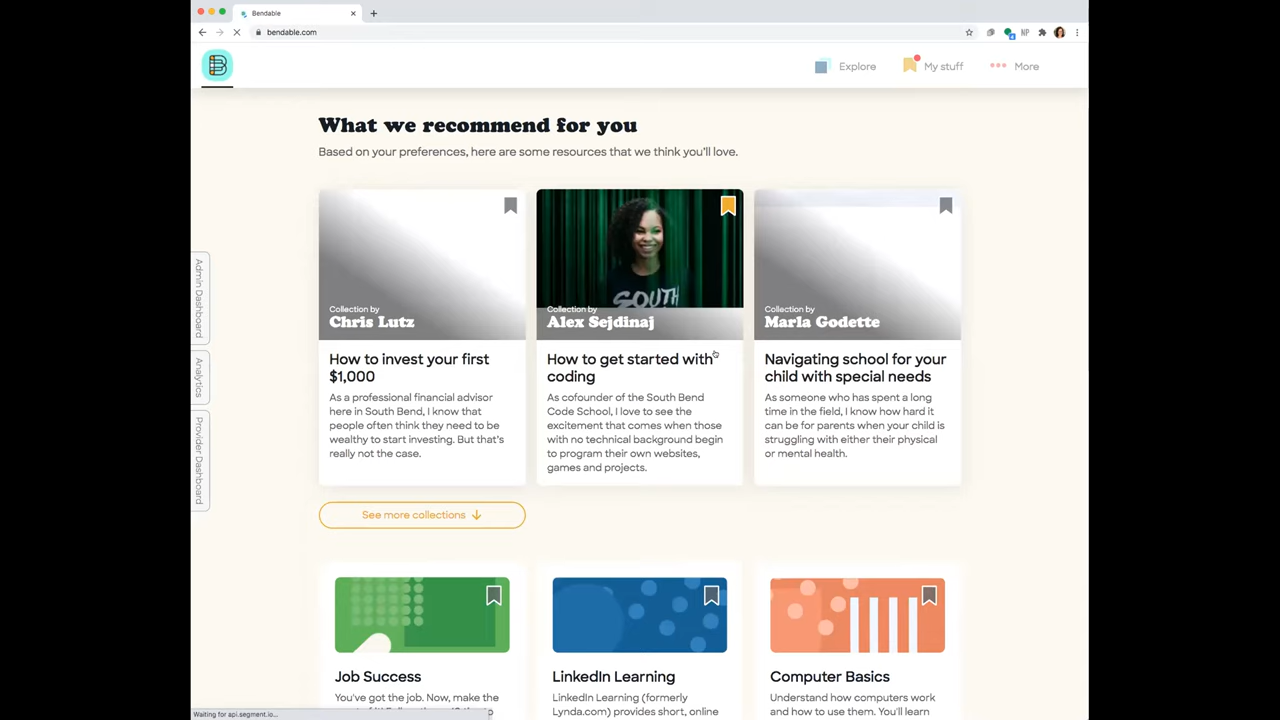 Bendable
bendable.com
NP
Explore
My stuff
More
What we recommend for you
Based on your preferences, here are some resources that we think you'll love.
Collection by
Chris Lutz
How to invest your first
$1,000
As a professional financial advisor
here in South Bend, I know that
people often think they need to be
wealthy to start investing. But that's
really not the case.
SOUTH
Collection by
Alex Sejdinaj
How to get started with
coding
As cofounder of the South Bend
Code School, I love to see the
excitement that comes when those
with no technical background begin
to program their own websites,
games and projects.
Collection by
Marla Godette
Navigating school for your
child with special needs
As someone who has spent a long
time in the field, I know how hard it
can be for parents when your child is
struggling with either their physical
or mental health.
Admin Dashboard
Analytics
Provider Dashboard
See more collections
Job Success
You've got the job. Now, make the
LinkedIn Learning
LinkedIn Learning (formerly
Lynda.com) provides short, online
Computer Basics
Understand how computers work
and how to use them. You'll learn
Waiting for api.segment.io...